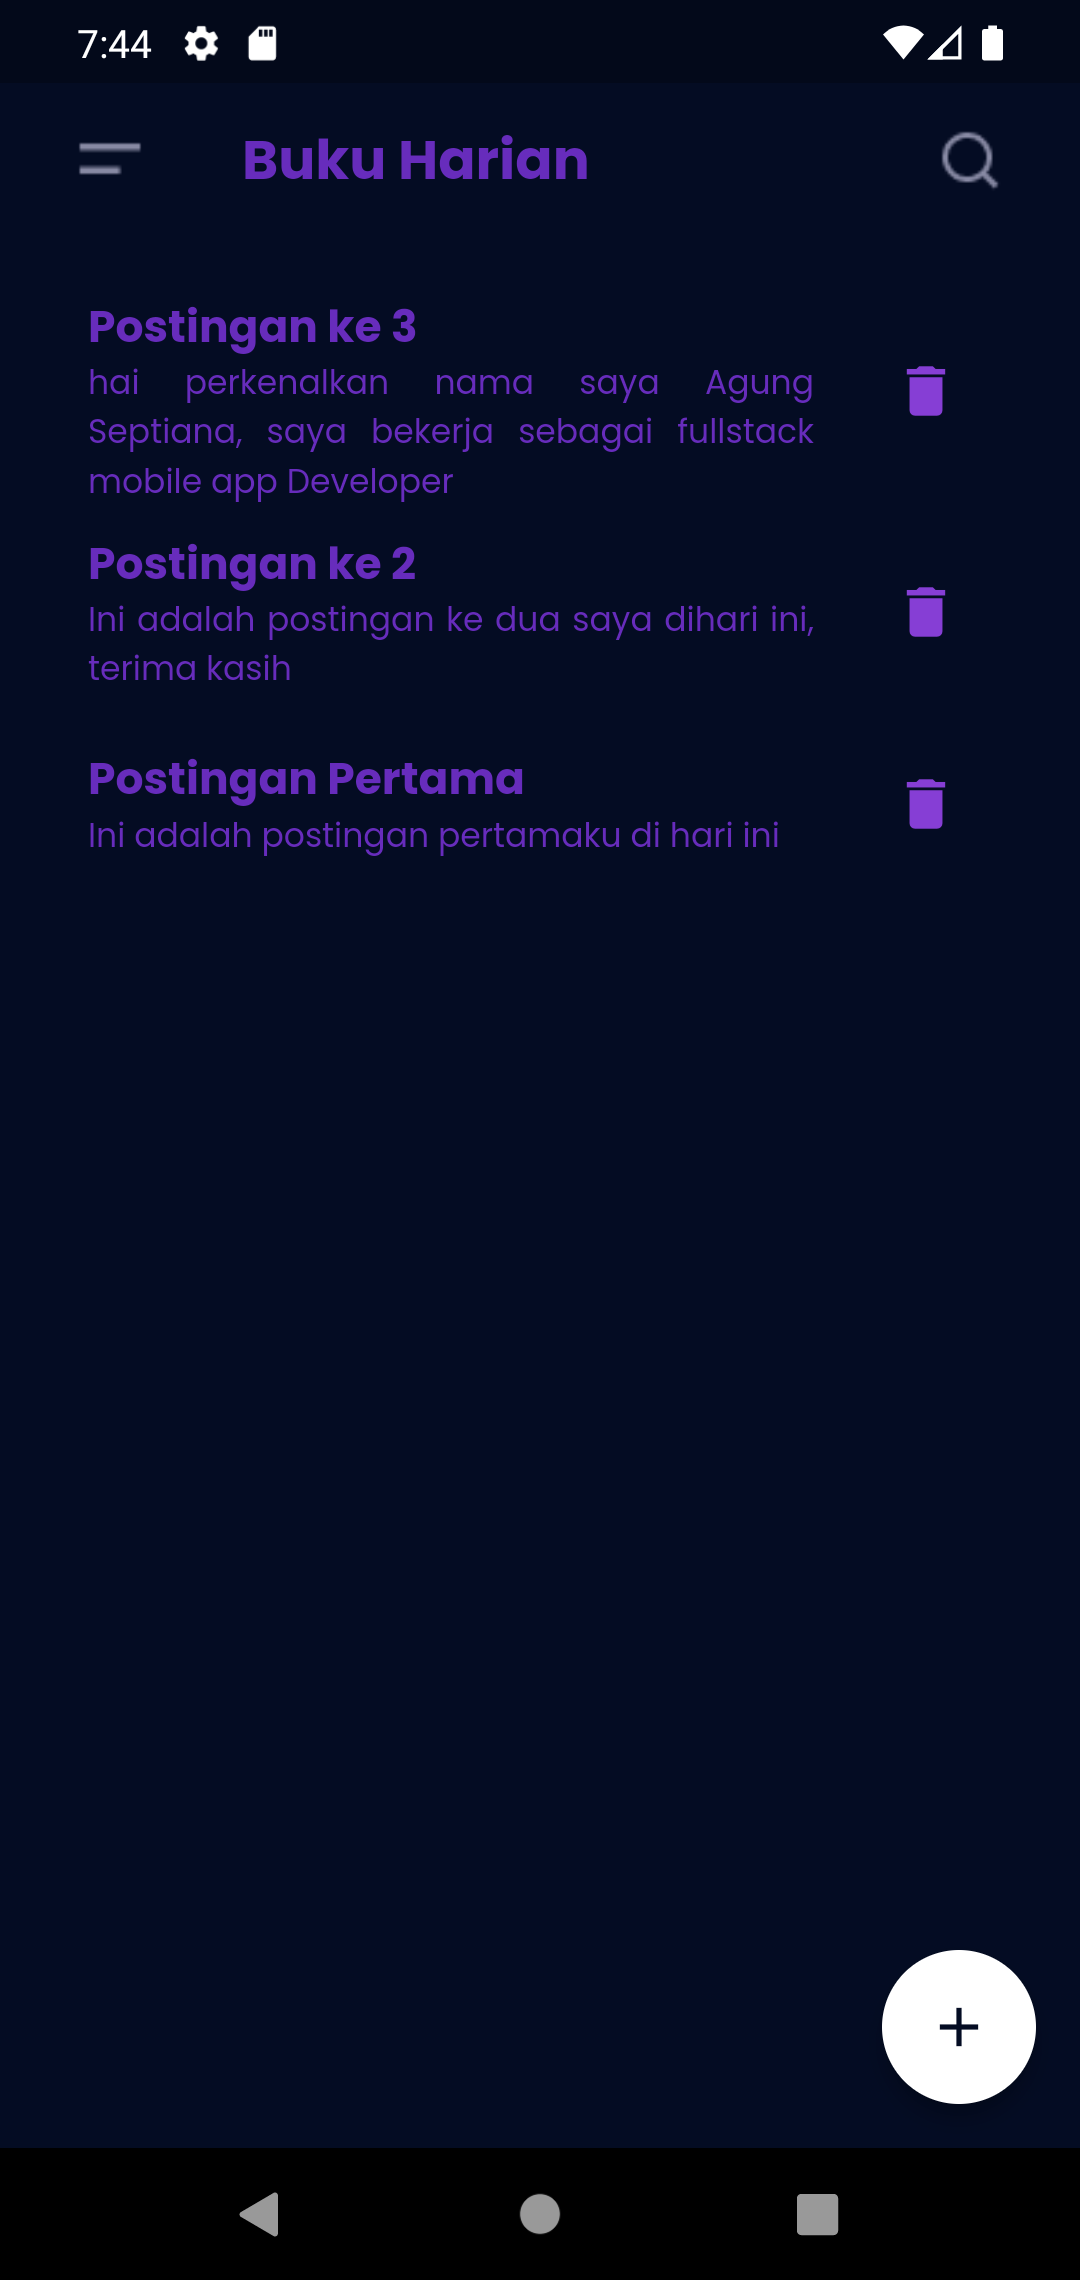 7:44
Buku Harian
Postingan ke 3
hai perkenalkan nama saya Agung
Septiana, saya bekerja sebagai fullstack
mobile app Developer
Postingan ke 2
Ini adalah postingan ke dua saya dihari ini,
terima kasih
Postingan Pertama
Ini adalah postingan pertamaku di hari ini